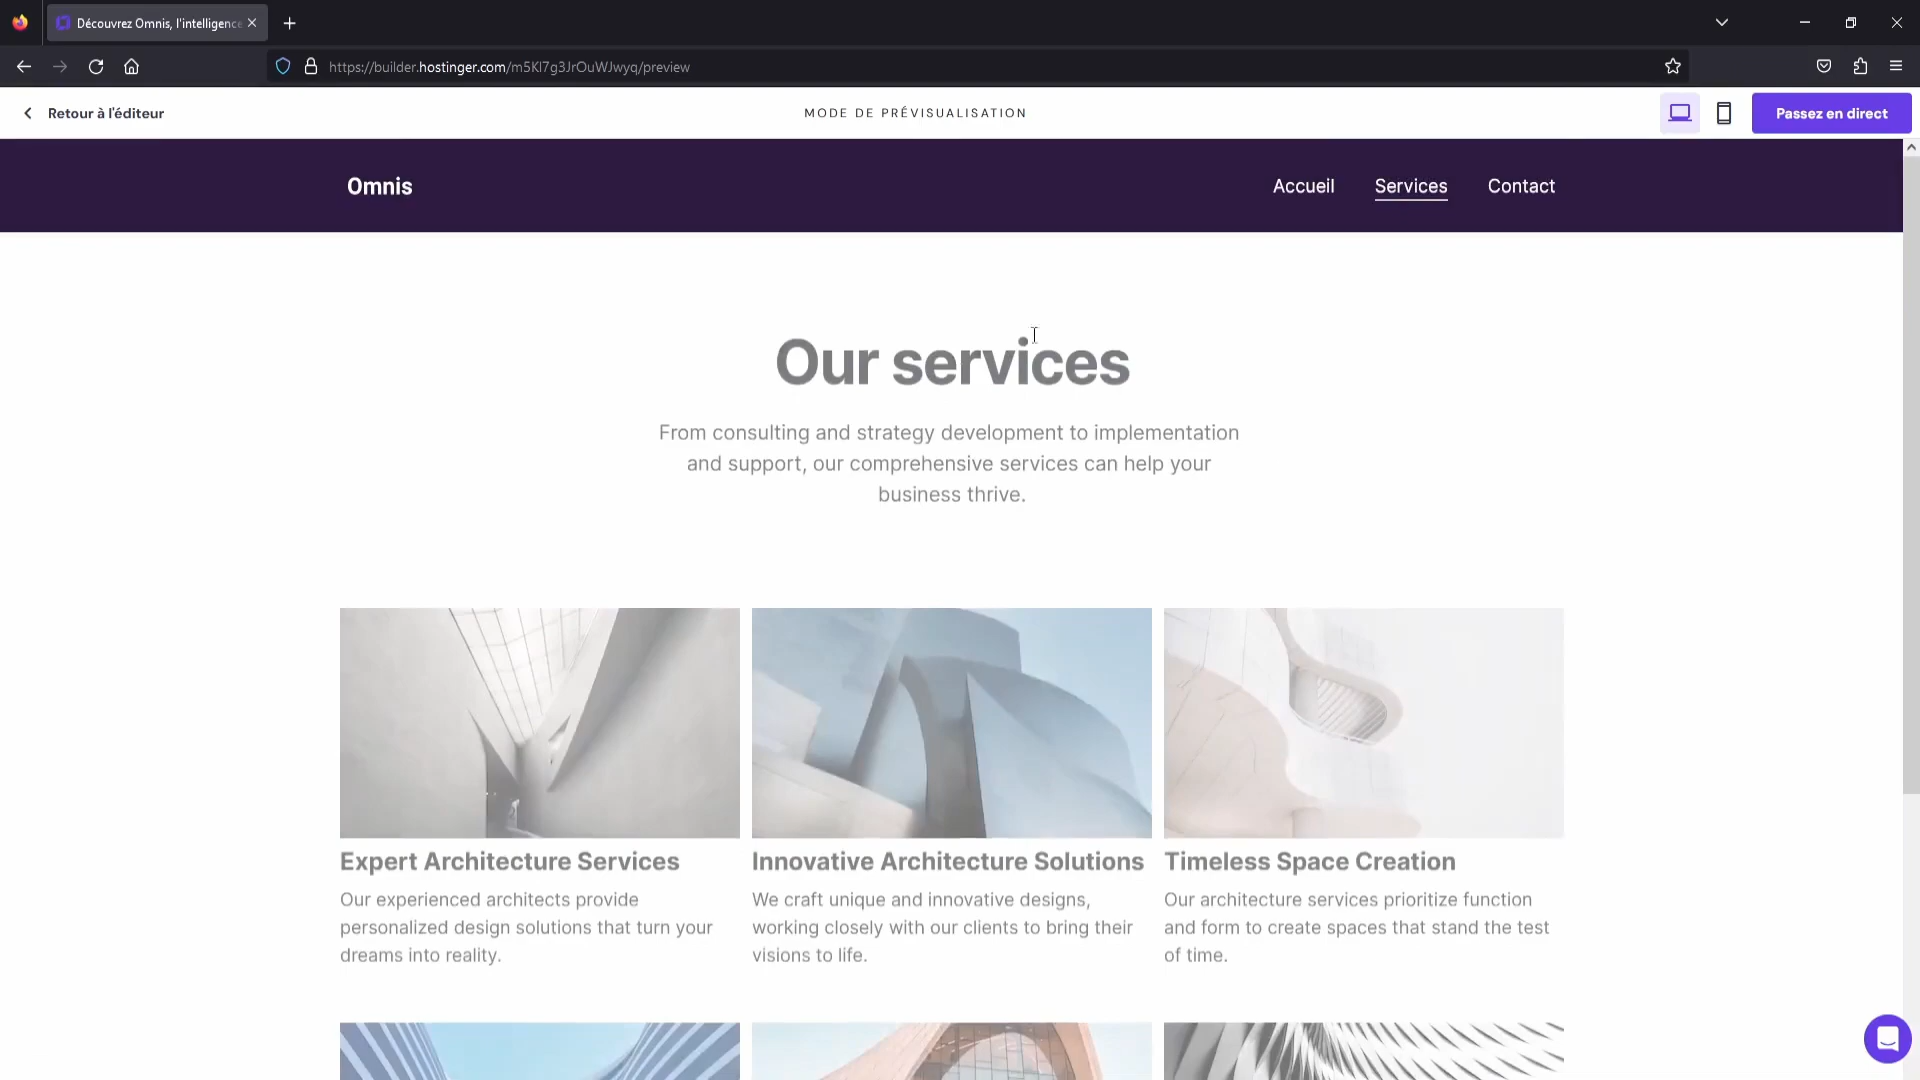 Découvrez Omnis, l'intelligenc
https://builder.hostinger.com/m5Kl7g3JrOuWJwyq/preview
Retour à l'éditeur
MODE DE PRÉVISUALISATION
Passez en direct
Omnis
Accueil
Services
Contact
Our services
From consulting and strategy development to implementation
and support, our comprehensive services can help your
business thrive.
Expert Architecture Services
Our experienced architects provide
personalized design solutions that turn your
dreams into reality.
Innovative Architecture Solutions
We craft unique and innovative designs,
working closely with our clients to bring their
visions to life.
Timeless Space Creation
Our architecture services prioritize function
and form to create spaces that stand the test
of time.